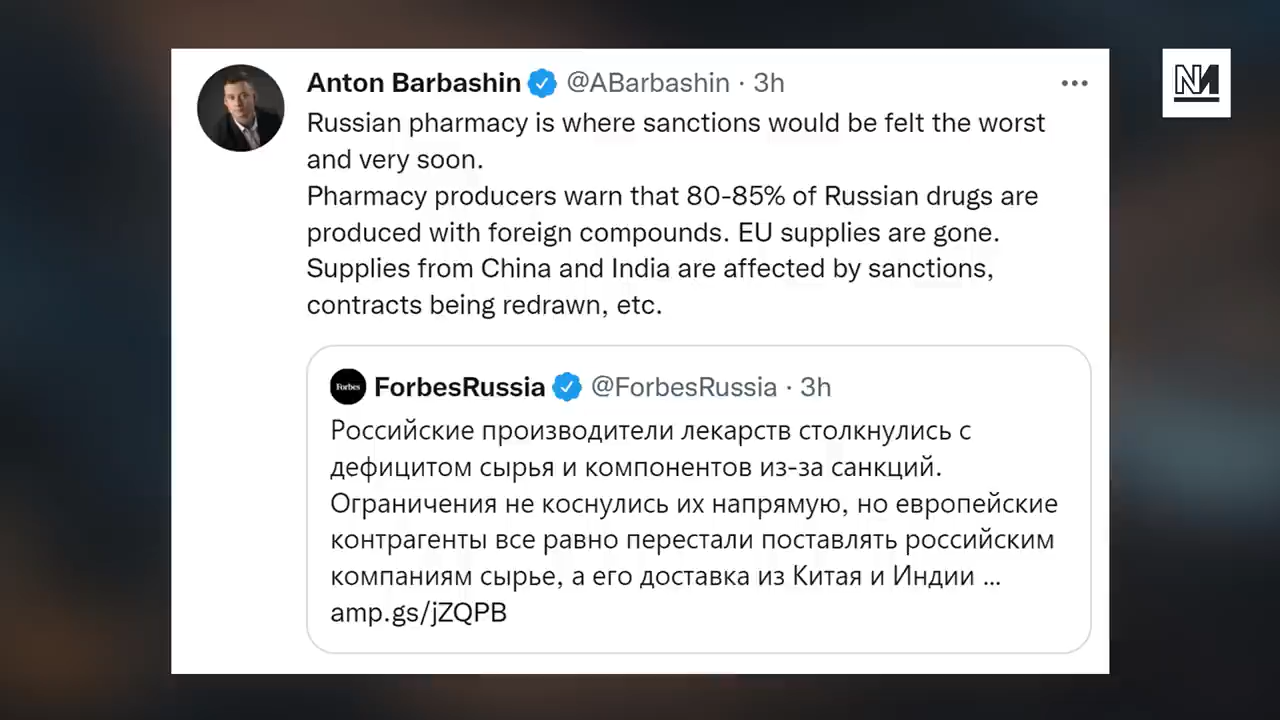 Anton Barbashin @ABarbashin · 3h
Russian pharmacy is where sanctions would be felt the worst
and very soon.
Pharmacy producers warn that 80-85% of Russian drugs are
produced with foreign compounds. EU supplies are gone.
Supplies from China and India are affected by sanctions,
contracts being redrawn, etc.
Forbes
ForbesRussia @ForbesRussia · 3h
Российские производители лекарств столкнулись с
дефицитом сырья и компонентов из-за санкций.
Ограничения не коснулись их напрямую, но европейские
контрагенты все равно перестали поставлять российским
компаниям сырье, а его доставка из Китая и Индии ...
amp.gs/jZQPB
NM